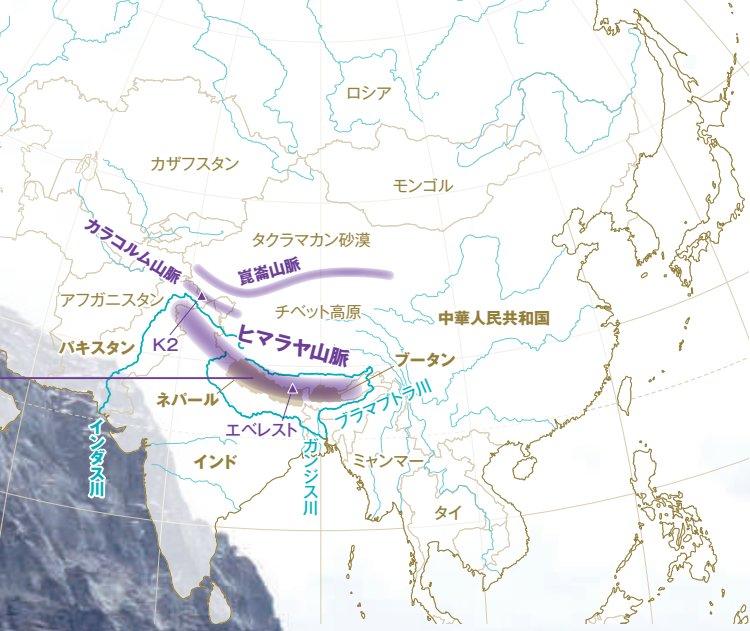 ロシア
カザフスタン
モンゴル
カラコルム山脈
タクラマカン砂漠
崑崙山脈
アフガニスタン
チベット高原
中華人民共和国
パキスタン
K2
ヒマラヤ山脈
ブータン
ネパール
ブラマプトラ川
エベレスト
インダス川
ガンジス川
インド
ミャンマー
タイ